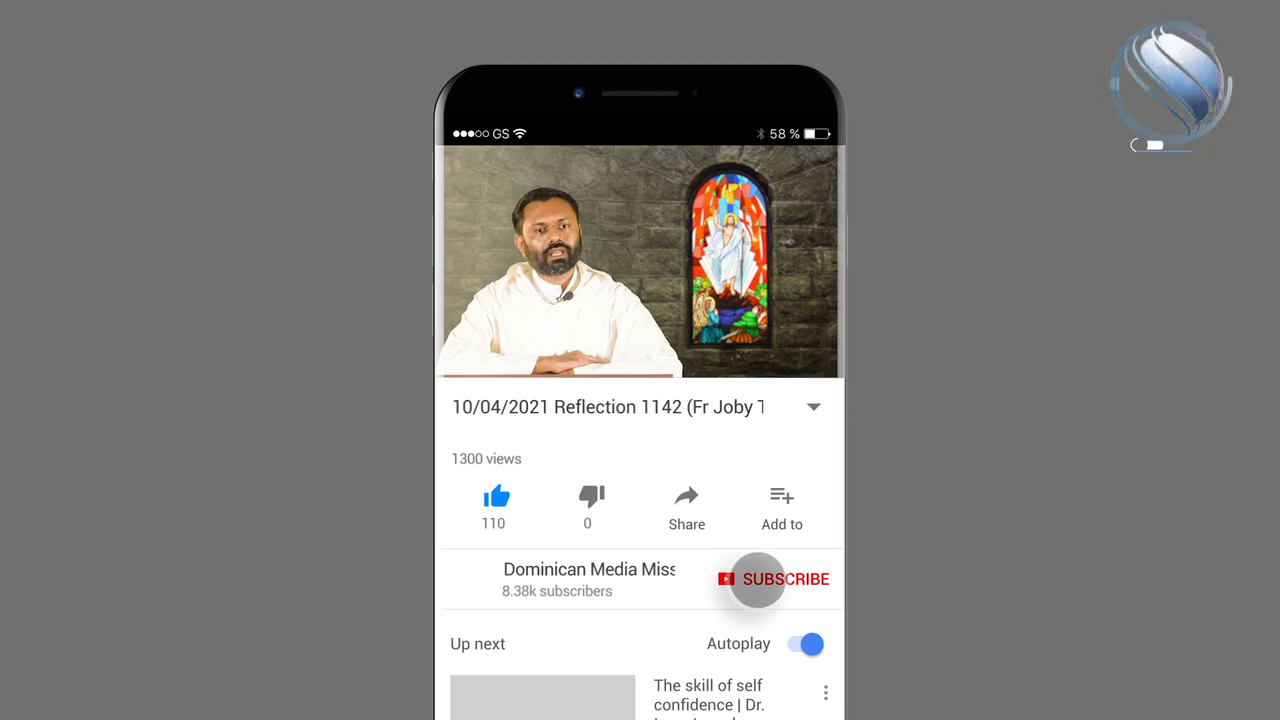 GS
58 %
10/04/2021 Reflection 1142 (Fr Joby
1300 views
110
0
Share
Add to
Dominican Media Miss
8.38k subscribers
SUBSCRIBE
Up next
Autoplay
The skill of self
confidence | Dr.